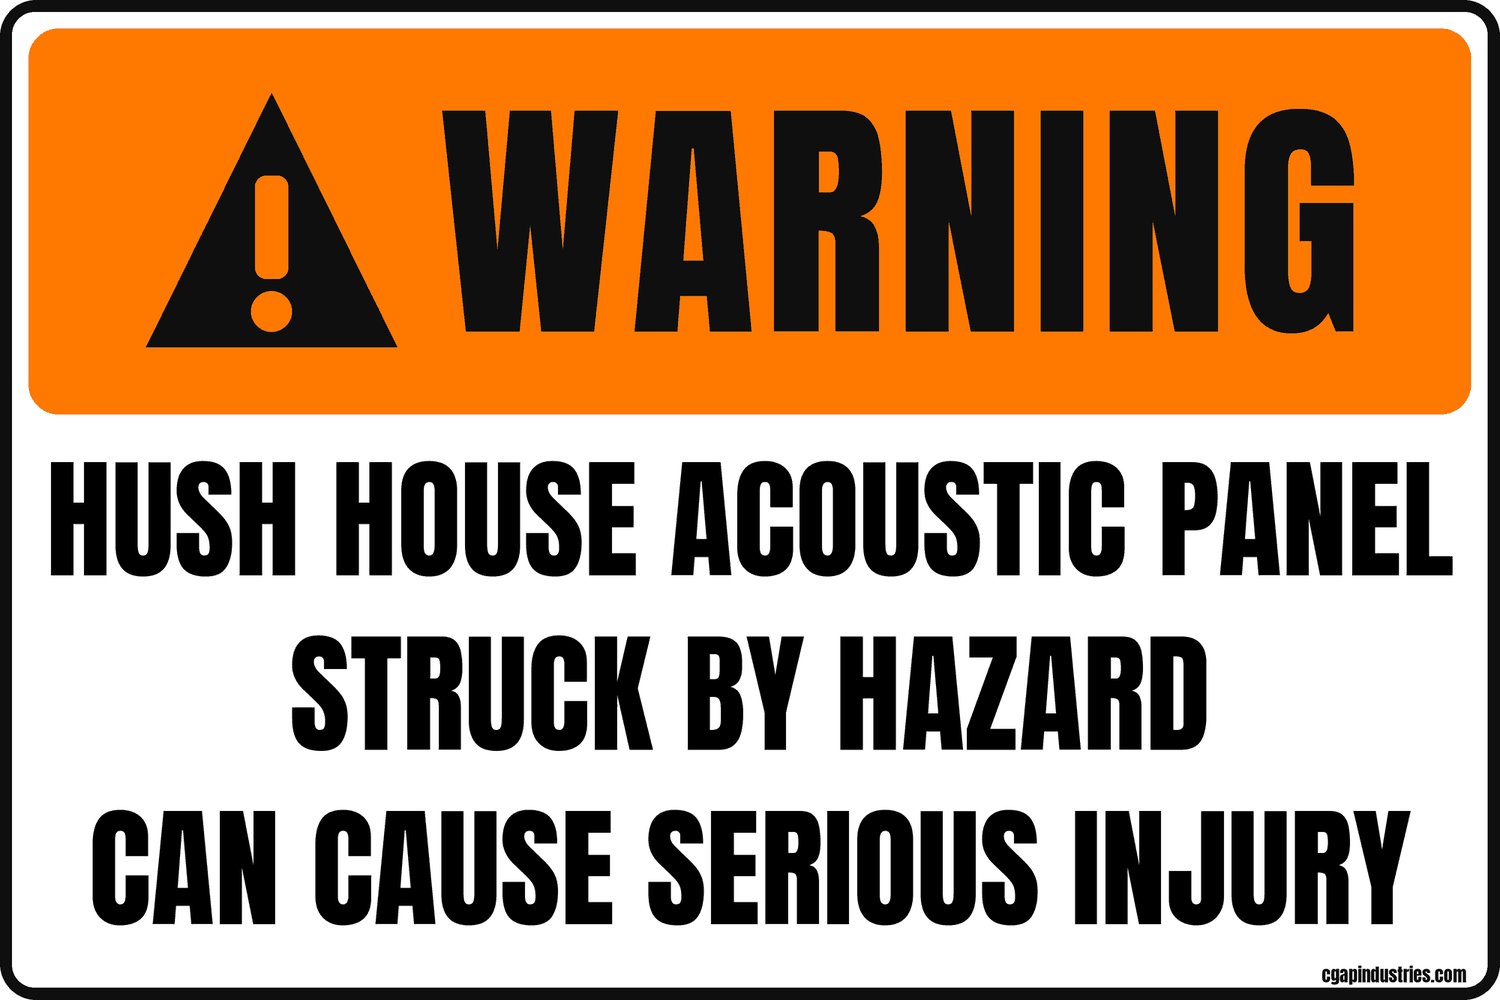 WARNING
HUSH HOUSE ACOUSTIC PANEL
STRUCK BY HAZARD
CAN CAUSE SERIOUS INJURY
cgapindustries.com